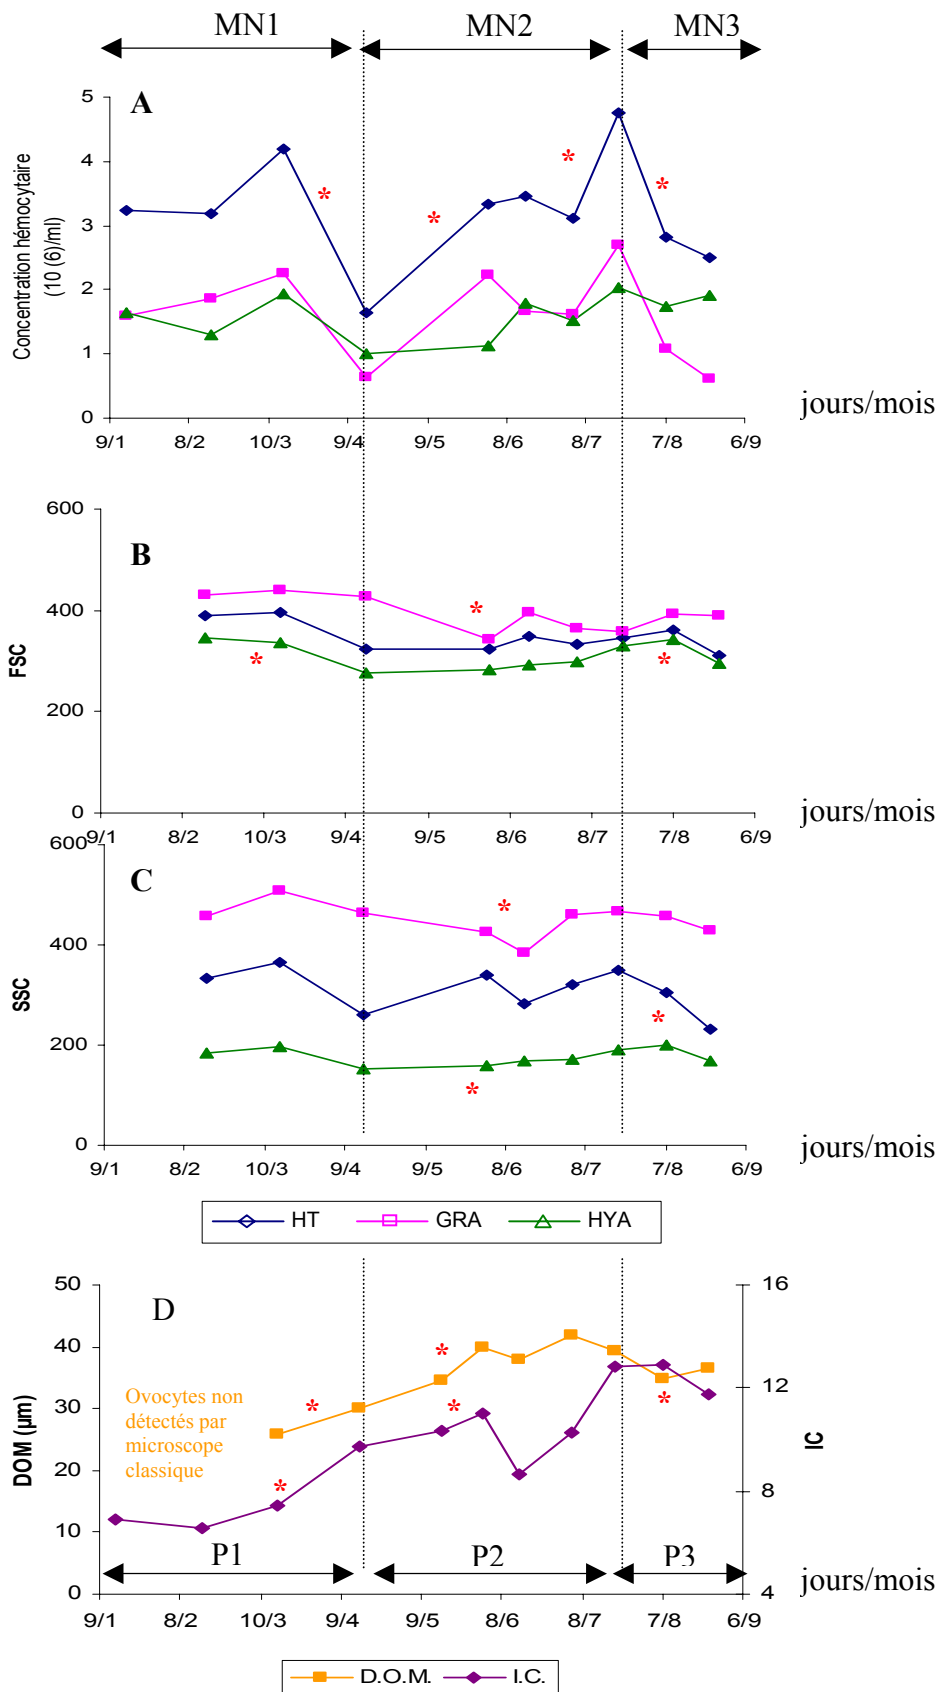 MN1 MN2 MN3
A
5
4
3
2
1
0
Concentration hémocytaire
(10 (6)/ml)
9/1 8/2 10/3 9/4 9/5 8/6 8/7 7/8 6/9
jours/mois
* * * *
B
600
400
200
0
FSC
* * *
9/1 8/2 10/3 9/4 9/5 8/6 8/7 7/8 6/9
jours/mois
C
600
400
200
0
SSC
* * *
9/1 8/2 10/3 9/4 9/5 8/6 8/7 7/8 6/9
jours/mois
HT GRA HYA
D
50
40
30
20
10
0
DOM (µm)
16
12
8
4
IC
* * * * *
Ovocytes non
détectés par
microscope
classique
P1 P2 P3
jours/mois
9/1 8/2 10/3 9/4 9/5 8/6 8/7 7/8 6/9
D.O.M. I.C.